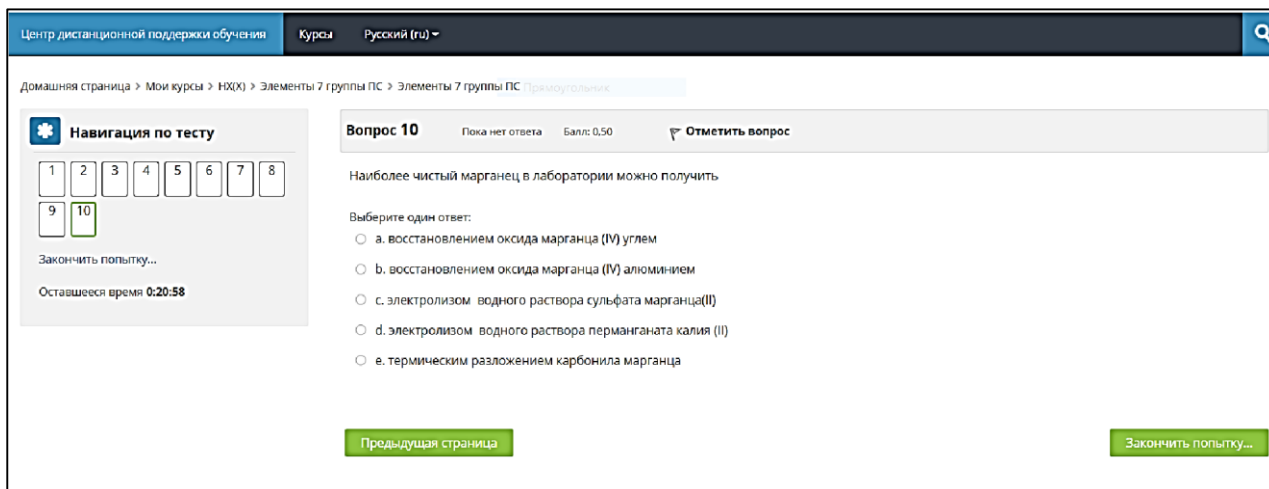 Центр дистанционной поддержки обучения Курсы Русский (ru)
Домашняя страница > Мои курсы > НХ(Х) > Элементы 7 группы ПС > Элементы 7 группы ПС Прямоугольник
Навигация по тесту
1 2 3 4 5 6 7 8
9 10
Закончить попытку...
Оставшееся время 0:20:58
Вопрос 10 Пока нет ответа Балл: 0,50 Отметить вопрос
Наиболее чистый марганец в лаборатории можно получить
Выберите один ответ:
a. восстановлением оксида марганца (IV) углем
b. восстановлением оксида марганца (IV) алюминием
c. электролизом водного раствора сульфата марганца(II)
d. электролизом водного раствора перманганата калия (II)
e. термическим разложением карбонила марганца
Предыдущая страница
Закончить попытку...